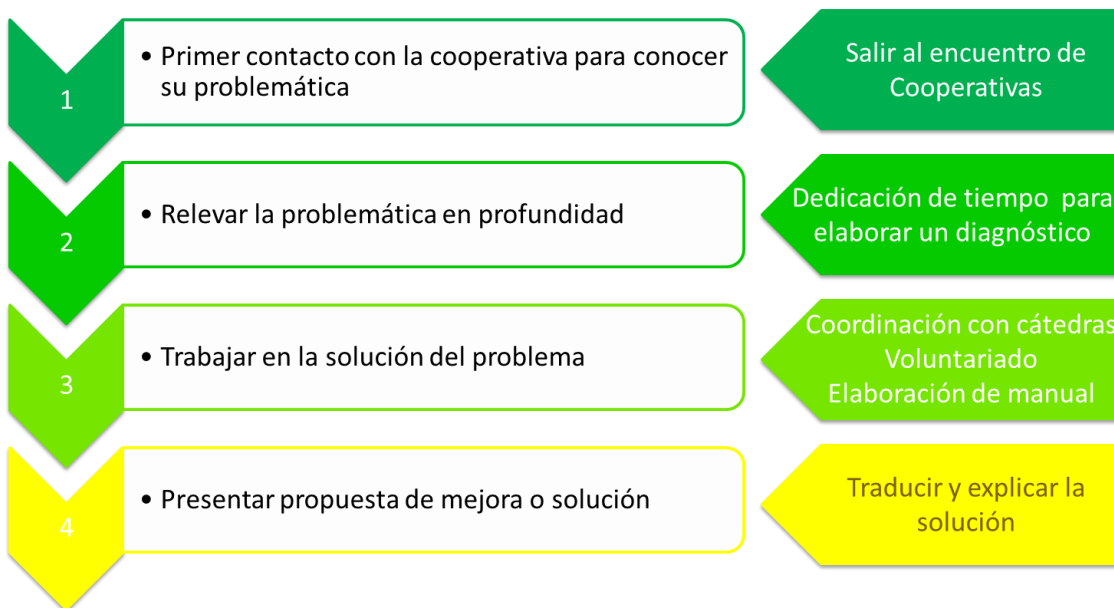 1
• Primer contacto con la cooperativa para conocer
su problemática
Salir al encuentro de
Cooperativas
2
• Relevar la problemática en profundidad
Dedicación de tiempo para
elaborar un diagnóstico
3
• Trabajar en la solución del problema
Coordinación con cátedras
Voluntariado
Elaboración de manual
4
• Presentar propuesta de mejora o solución
Traducir y explicar la
solución